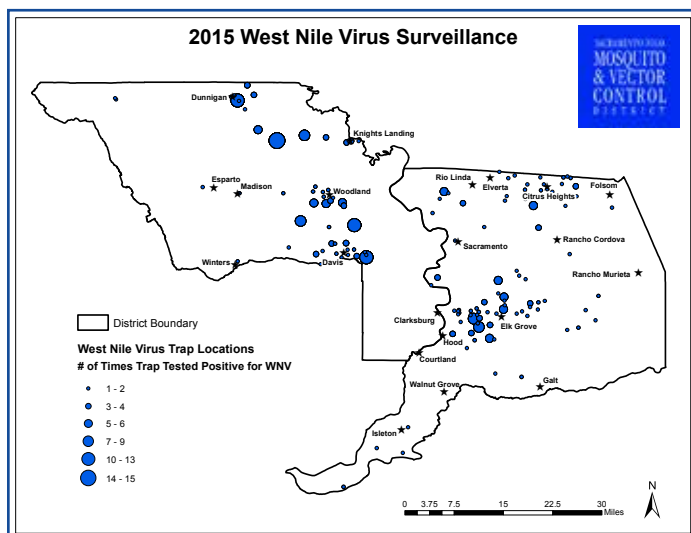 2015 West Nile Virus Surveillance
SACRAMENTO-YOLO
MOSQUITO
& VECTOR
CONTROL
DISTRICT
Dunnigan
Knights Landing
Esparto
Madison
Woodland
Rio Linda
Elverta
Citrus Heights
Folsom
Sacramento
Rancho Cordova
Winters
Davis
Rancho Murieta
District Boundary
Clarksburg
Elk Grove
West Nile Virus Trap Locations
# of Times Trap Tested Positive for WNV
Hood
Courtland
1 - 2
3 - 4
5 - 6
7 - 9
10 - 13
14 - 15
Walnut Grove
Galt
Isleton
N
0 3.75 7.5 15 22.5 30
Miles